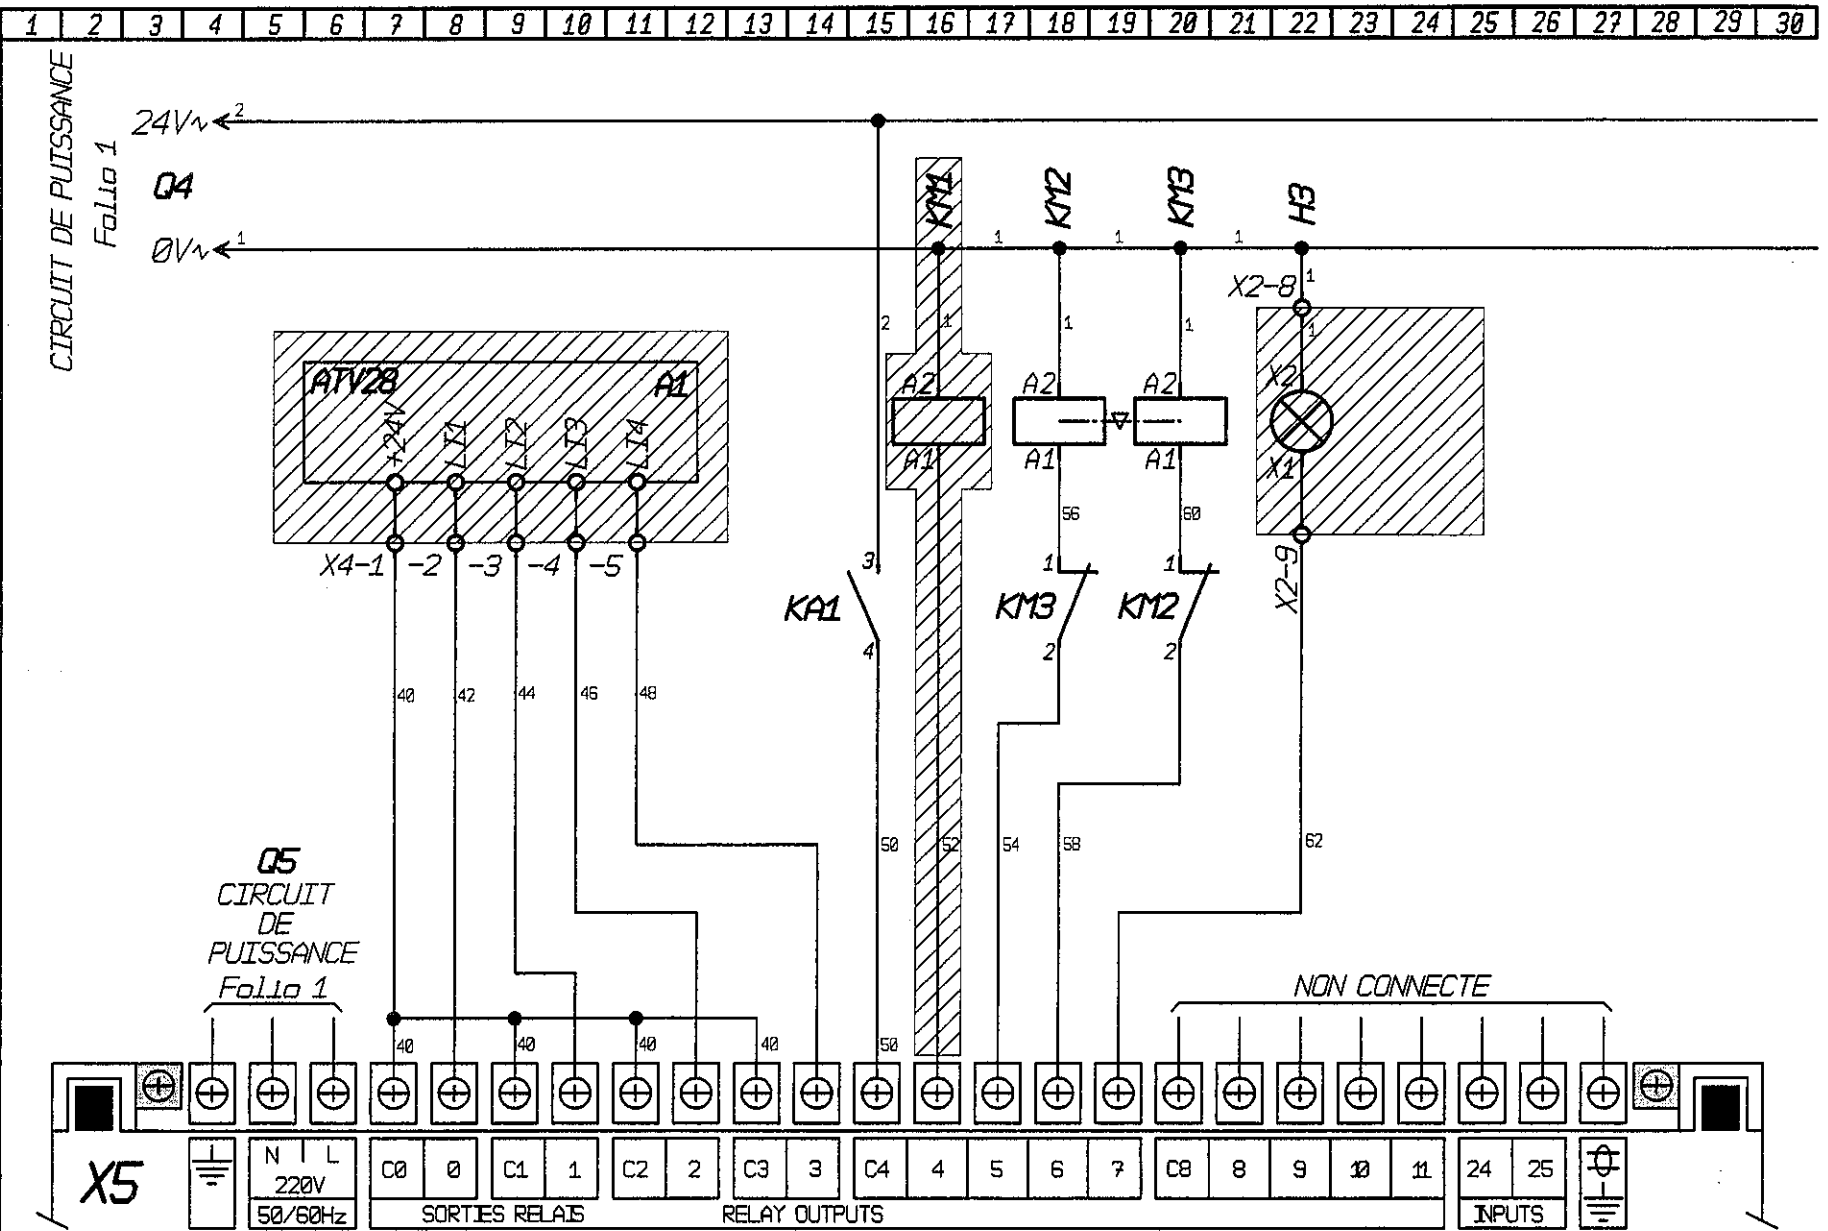 1 2 3 4 5 6 7 8 9 10 11 12 13 14 15 16 17 18 19 20 21 22 23 24 25 26 27 28 29 30
CIRCUIT DE PUISSANCE
Folio 1
24V~ 2
Q4
0V~ 1
KM1 KM2 KM3 H3
1 1 1
X2-8 1
2 1 1 1 1
ATV28 A1
+24V LI1 LI2 LI3 LI4
A2 A2 A2 X2
A1 A1 A1 X1
X4-1 -2 -3 -4 -5
56 60
X2-9
3 1 1
KA1 KM3 KM2
4 2 2
40 42 44 46 48
50 52 54 58 62
Q5
CIRCUIT
DE
PUISSANCE
Folio 1
NON CONNECTE
40 40 40 40 50
X5
N L
220V
50/60Hz
C0 0 C1 1 C2 2 C3 3 C4 4 5 6 7 C8 8 9 10 11 24 25
SORTIES RELAIS RELAY OUTPUTS INPUTS